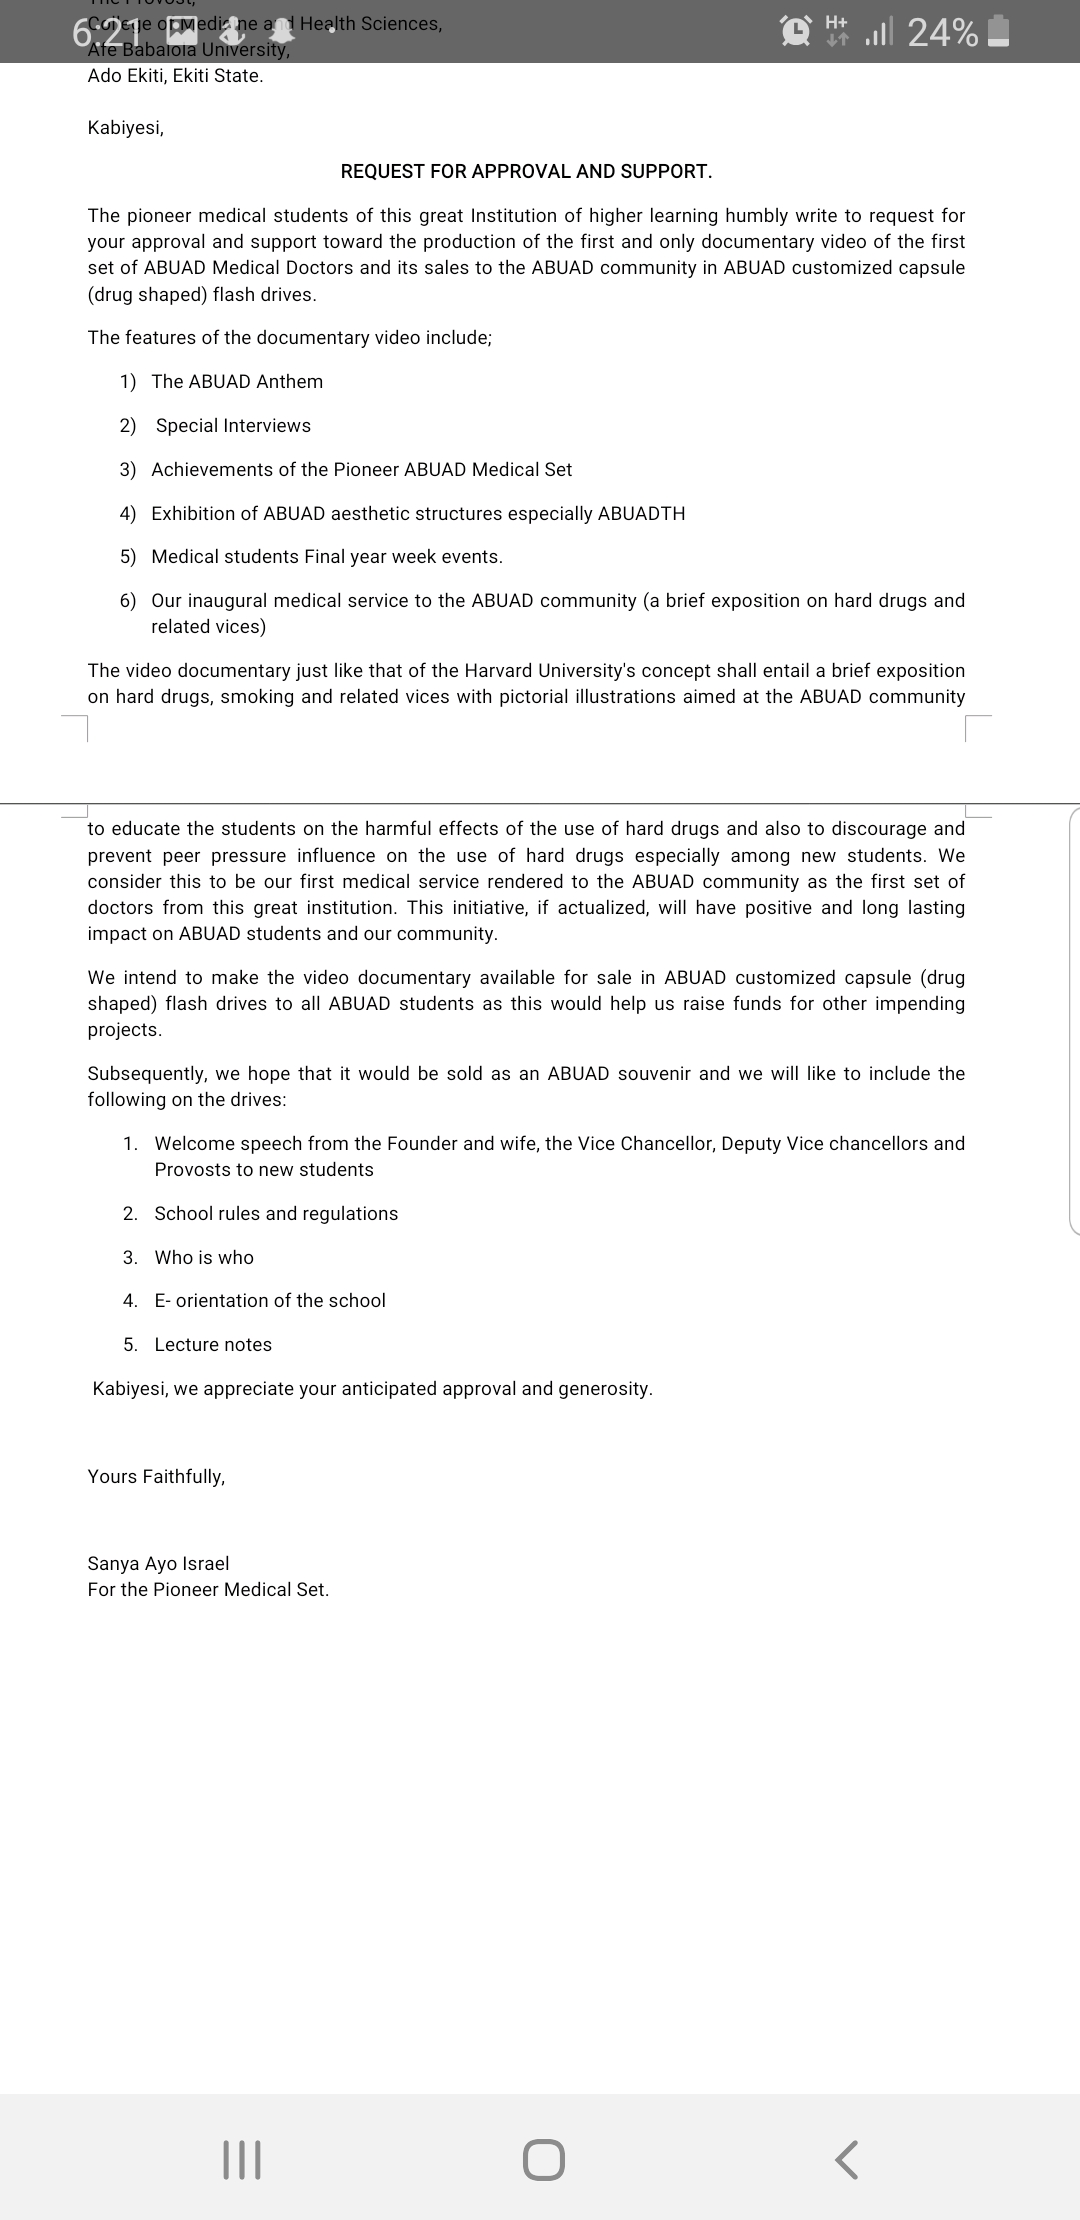 The Provost,
College of Medicine and Health Sciences,
6:21
H+
24%
Afe Babalola University,
Ado Ekiti, Ekiti State.
Kabiyesi,
REQUEST FOR APPROVAL AND SUPPORT.
The pioneer medical students of this great Institution of higher learning humbly write to request for
your approval and support toward the production of the first and only documentary video of the first
set of ABUAD Medical Doctors and its sales to the ABUAD community in ABUAD customized capsule
(drug shaped) flash drives.
The features of the documentary video include;
1) The ABUAD Anthem
2) Special Interviews
3) Achievements of the Pioneer ABUAD Medical Set
4) Exhibition of ABUAD aesthetic structures especially ABUADTH
5) Medical students Final year week events.
6) Our inaugural medical service to the ABUAD community (a brief exposition on hard drugs and
related vices)
The video documentary just like that of the Harvard University's concept shall entail a brief exposition
on hard drugs, smoking and related vices with pictorial illustrations aimed at the ABUAD community
to educate the students on the harmful effects of the use of hard drugs and also to discourage and
prevent peer pressure influence on the use of hard drugs especially among new students. We
consider this to be our first medical service rendered to the ABUAD community as the first set of
doctors from this great institution. This initiative, if actualized, will have positive and long lasting
impact on ABUAD students and our community.
We intend to make the video documentary available for sale in ABUAD customized capsule (drug
shaped) flash drives to all ABUAD students as this would help us raise funds for other impending
projects.
Subsequently, we hope that it would be sold as an ABUAD souvenir and we will like to include the
following on the drives:
1. Welcome speech from the Founder and wife, the Vice Chancellor, Deputy Vice chancellors and
Provosts to new students
2. School rules and regulations
3. Who is who
4. E- orientation of the school
5. Lecture notes
Kabiyesi, we appreciate your anticipated approval and generosity.
Yours Faithfully,
Sanya Ayo Israel
For the Pioneer Medical Set.